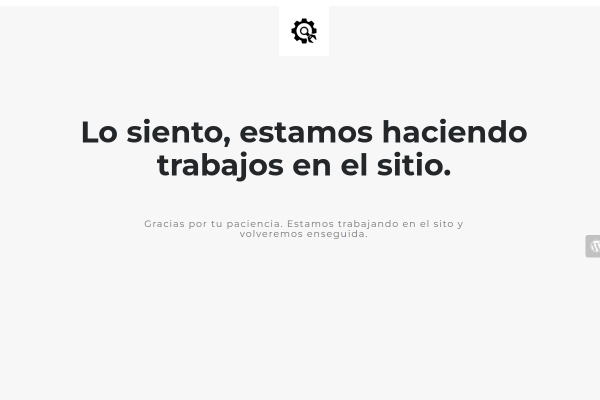 Lo siento, estamos haciendo
trabajos en el sitio.
Gracias por tu paciencia. Estamos trabajando en el sito y
volveremos enseguida.